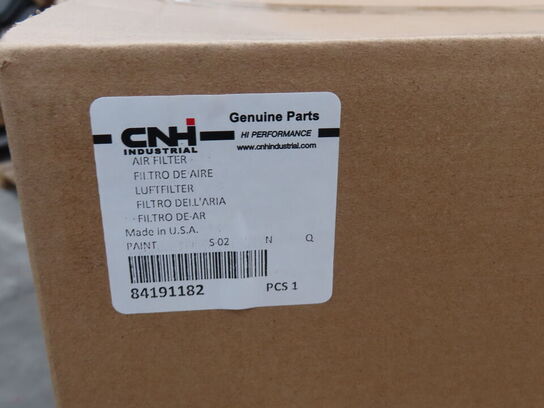 CNH
INDUSTRIAL
Genuine Parts
HI PERFORMANCE
www.cnhindustrial.com
AIR FILTER
FILTRO DE AIRE
LUFTFILTER
FILTRO DELL'ARIA
FILTRO DE AR
Made in U.S.A.
PAINT S 02 N Q
84191182 PCS 1